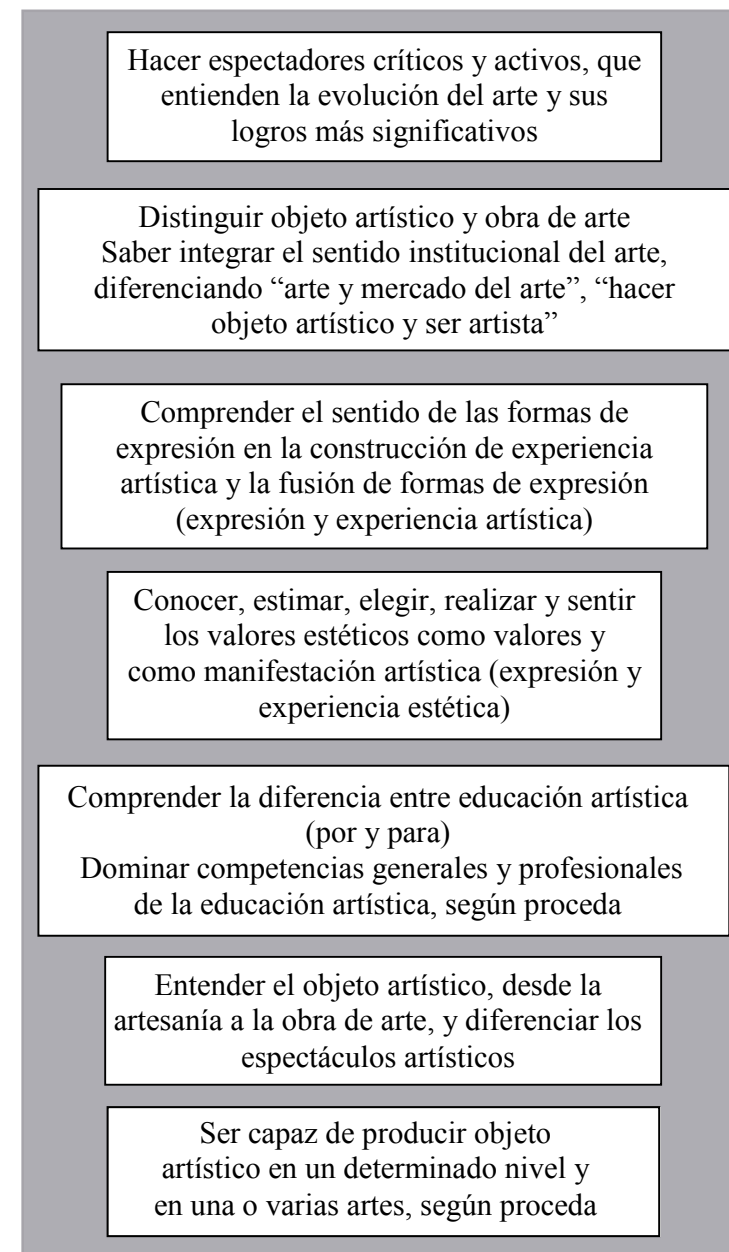 Hacer espectadores críticos y activos, que
entienden la evolución del arte y sus
logros más significativos
Distinguir objeto artístico y obra de arte
Saber integrar el sentido institucional del arte,
diferenciando “arte y mercado del arte”, “hacer
objeto artístico y ser artista”
Comprender el sentido de las formas de
expresión en la construcción de experiencia
artística y la fusión de formas de expresión
(expresión y experiencia artística)
Conocer, estimar, elegir, realizar y sentir
los valores estéticos como valores y
como manifestación artística (expresión y
experiencia estética)
Comprender la diferencia entre educación artística
(por y para)
Dominar competencias generales y profesionales
de la educación artística, según proceda
Entender el objeto artístico, desde la
artesanía a la obra de arte, y diferenciar los
espectáculos artísticos
Ser capaz de producir objeto
artístico en un determinado nivel y
en una o varias artes, según proceda